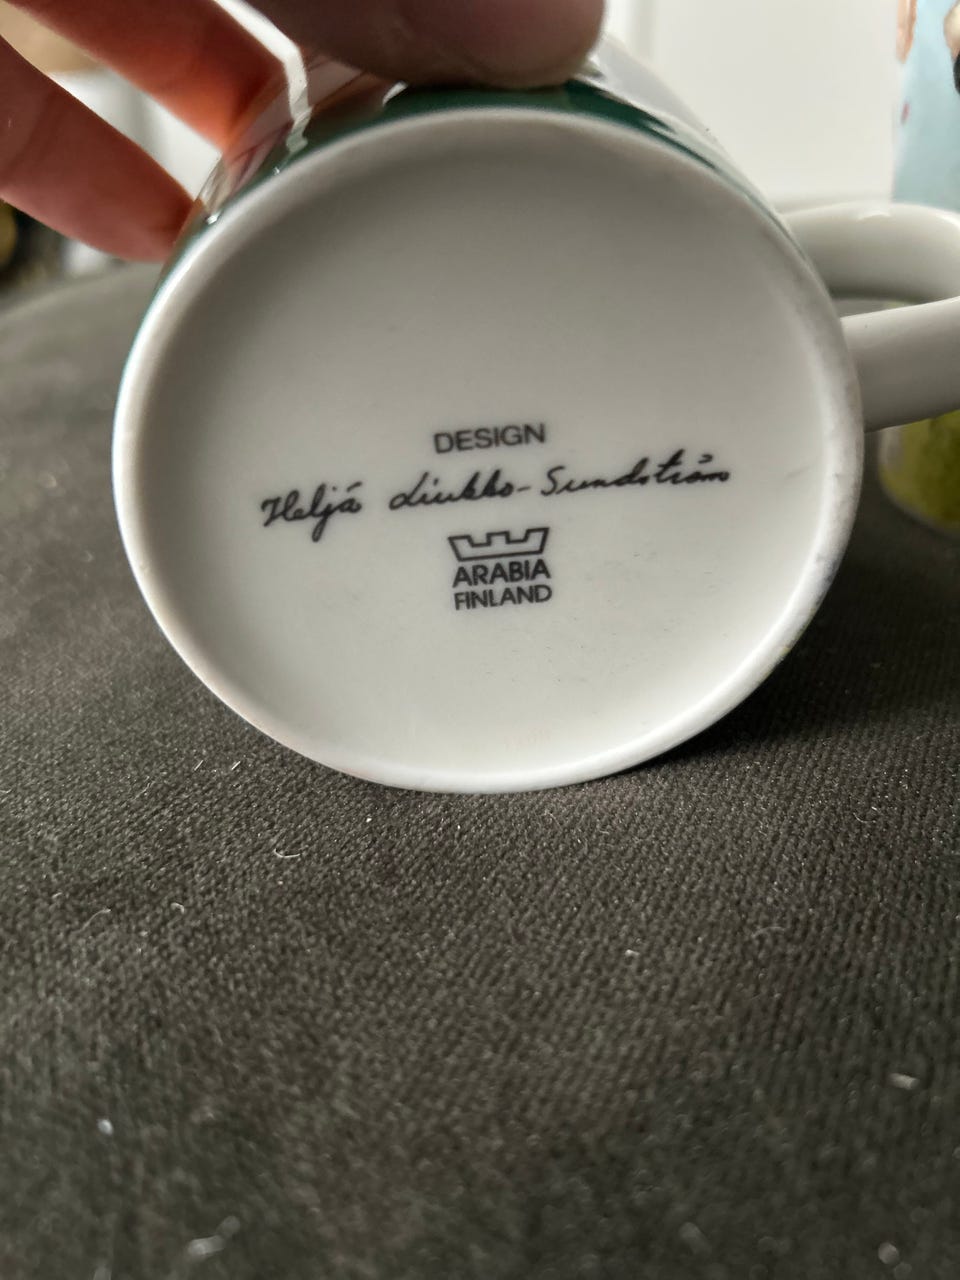 DESIGN
Heljä Liukko-Sundström
ARABIA
FINLAND